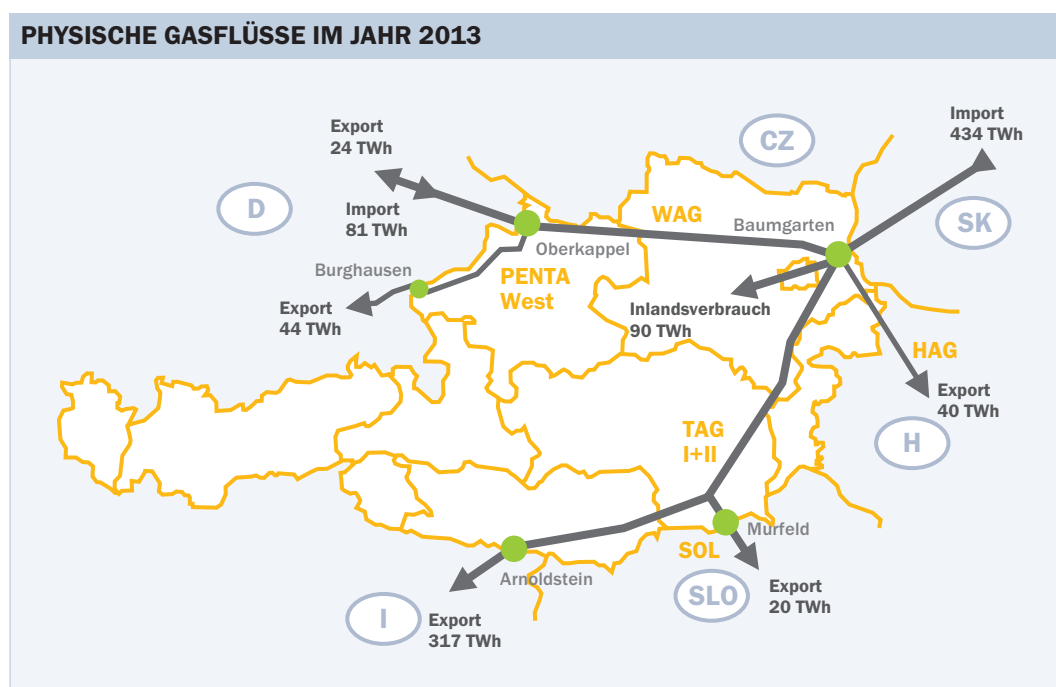 PHYSISCHE GASFLÜSSE IM JAHR 2013
Import
434 TWh
Export
24 TWh
CZ
D
Import
81 TWh
WAG
Baumgarten
SK
Oberkappel
Burghausen
PENTA
West
Export
44 TWh
Inlandsverbrauch
90 TWh
HAG
Export
40 TWh
TAG
I+II
H
Murfeld
SOL
Arnoldstein
Export
20 TWh
SLO
I
Export
317 TWh